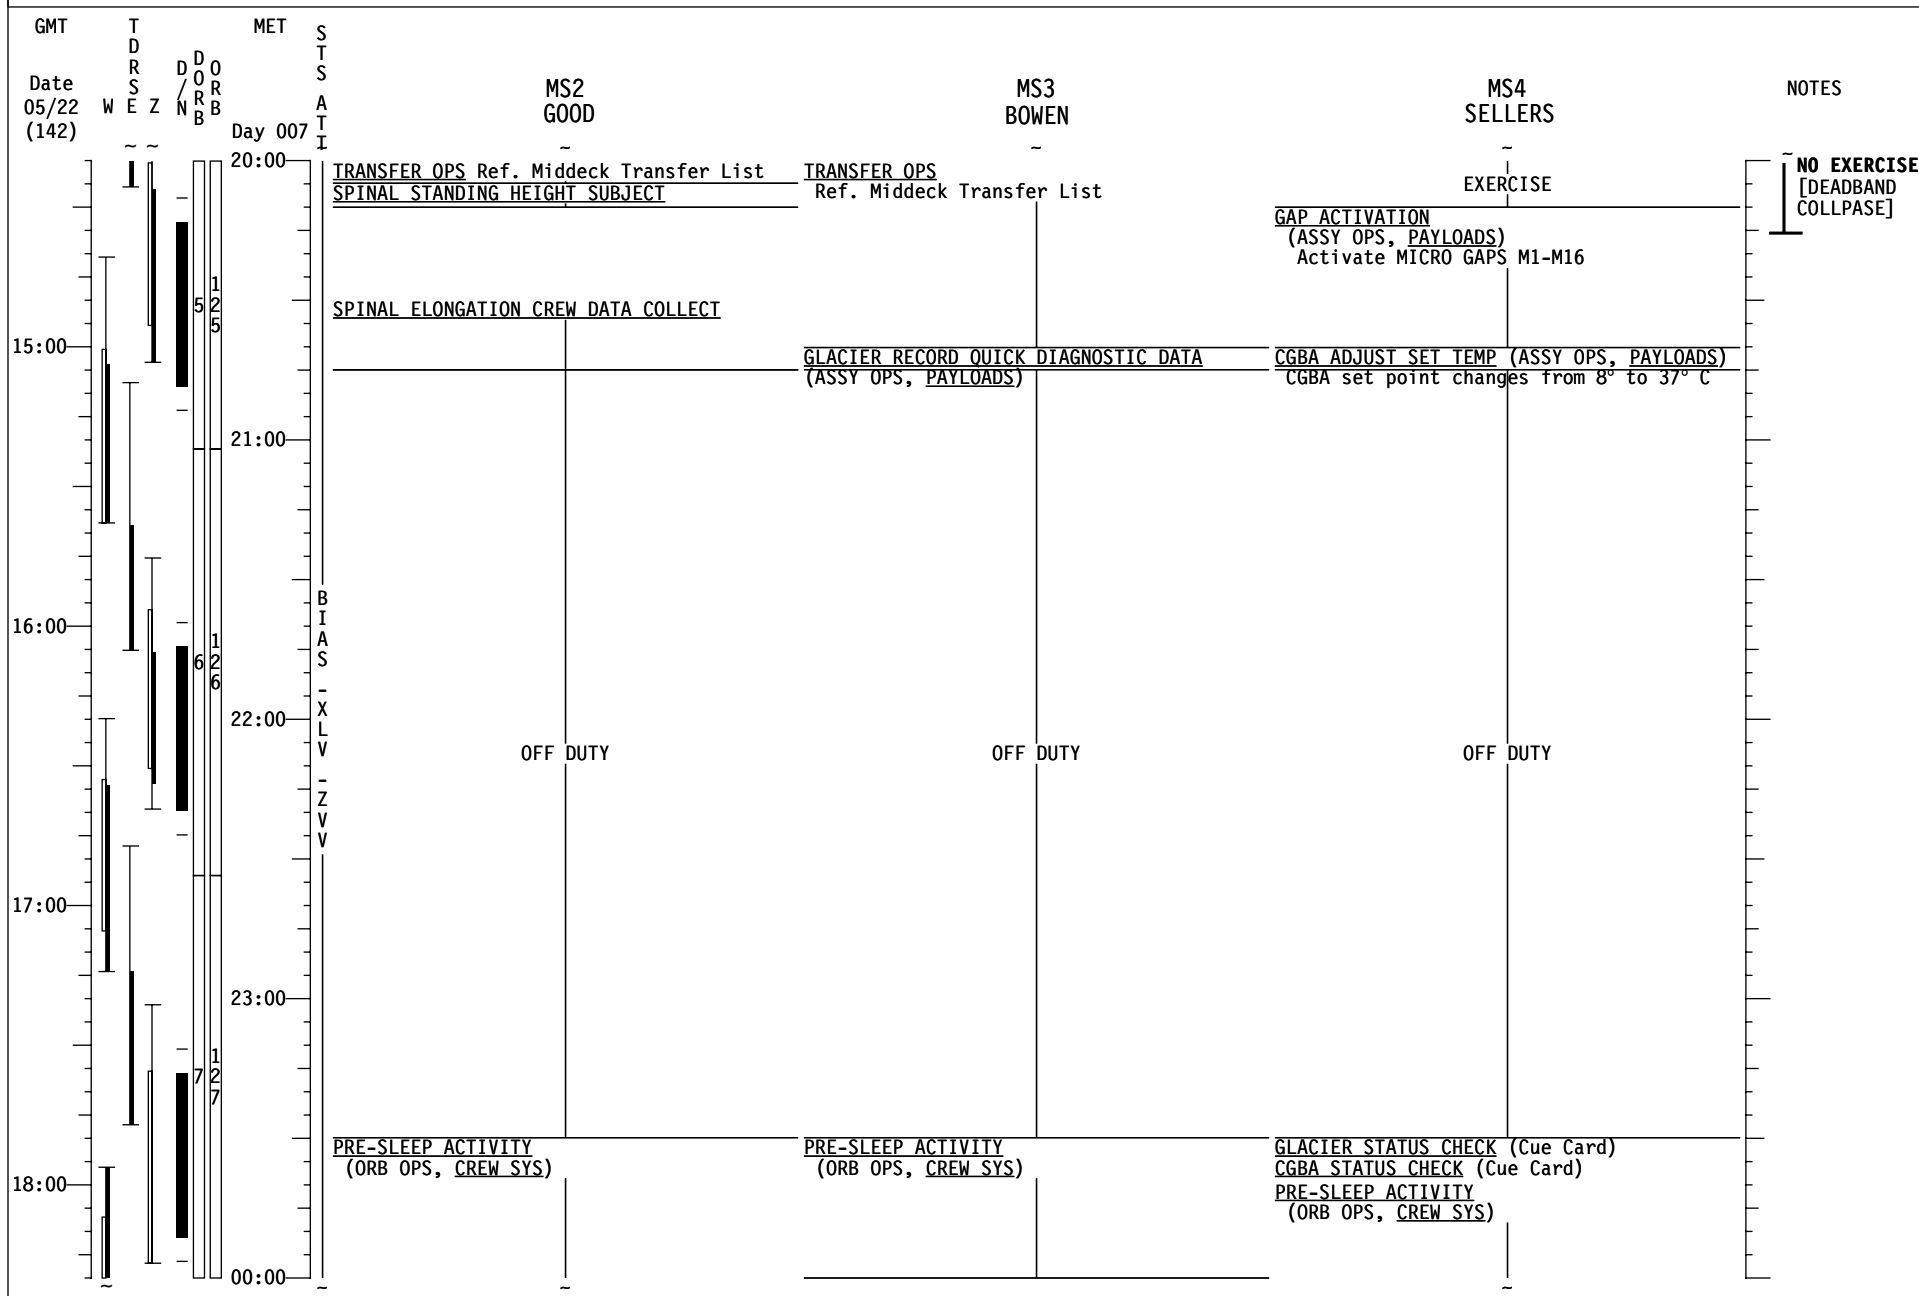 GMT
TDRS
MET
STS ATT
Date
05/22
(142)
W E Z
D/N
DORB
ORB
Day 007
MS2
GOOD
MS3
BOWEN
MS4
SELLERS
NOTES
~ ~ ~ ~ ~ ~
20:00
TRANSFER OPS Ref. Middeck Transfer List
SPINAL STANDING HEIGHT SUBJECT
TRANSFER OPS
Ref. Middeck Transfer List
EXERCISE
NO EXERCISE
[DEADBAND
COLLPASE]
GAP ACTIVATION
(ASSY OPS, PAYLOADS)
Activate MICRO GAPS M1-M16
5
125
SPINAL ELONGATION CREW DATA COLLECT
15:00
GLACIER RECORD QUICK DIAGNOSTIC DATA
(ASSY OPS, PAYLOADS)
CGBA ADJUST SET TEMP (ASSY OPS, PAYLOADS)
CGBA set point changes from 8° to 37° C
21:00
BIAS -XLV -ZVV
16:00
6
126
22:00
OFF DUTY
OFF DUTY
OFF DUTY
17:00
23:00
7
127
PRE-SLEEP ACTIVITY
(ORB OPS, CREW SYS)
PRE-SLEEP ACTIVITY
(ORB OPS, CREW SYS)
GLACIER STATUS CHECK (Cue Card)
CGBA STATUS CHECK (Cue Card)
PRE-SLEEP ACTIVITY
(ORB OPS, CREW SYS)
18:00
00:00
~ ~ ~ ~